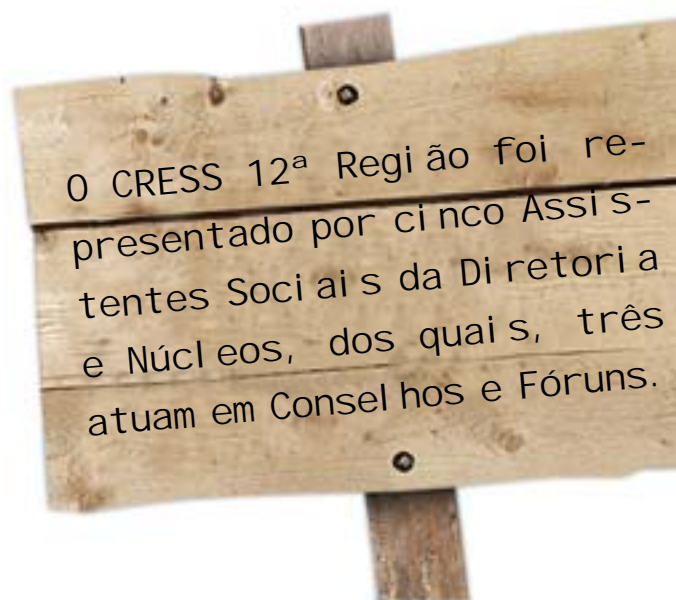 O CRESS 12ª Região foi re-
presentado por cinco Assis-
tentes Sociais da Diretoria
e Núcleos, dos quais, três
atuam em Conselhos e Fóruns.